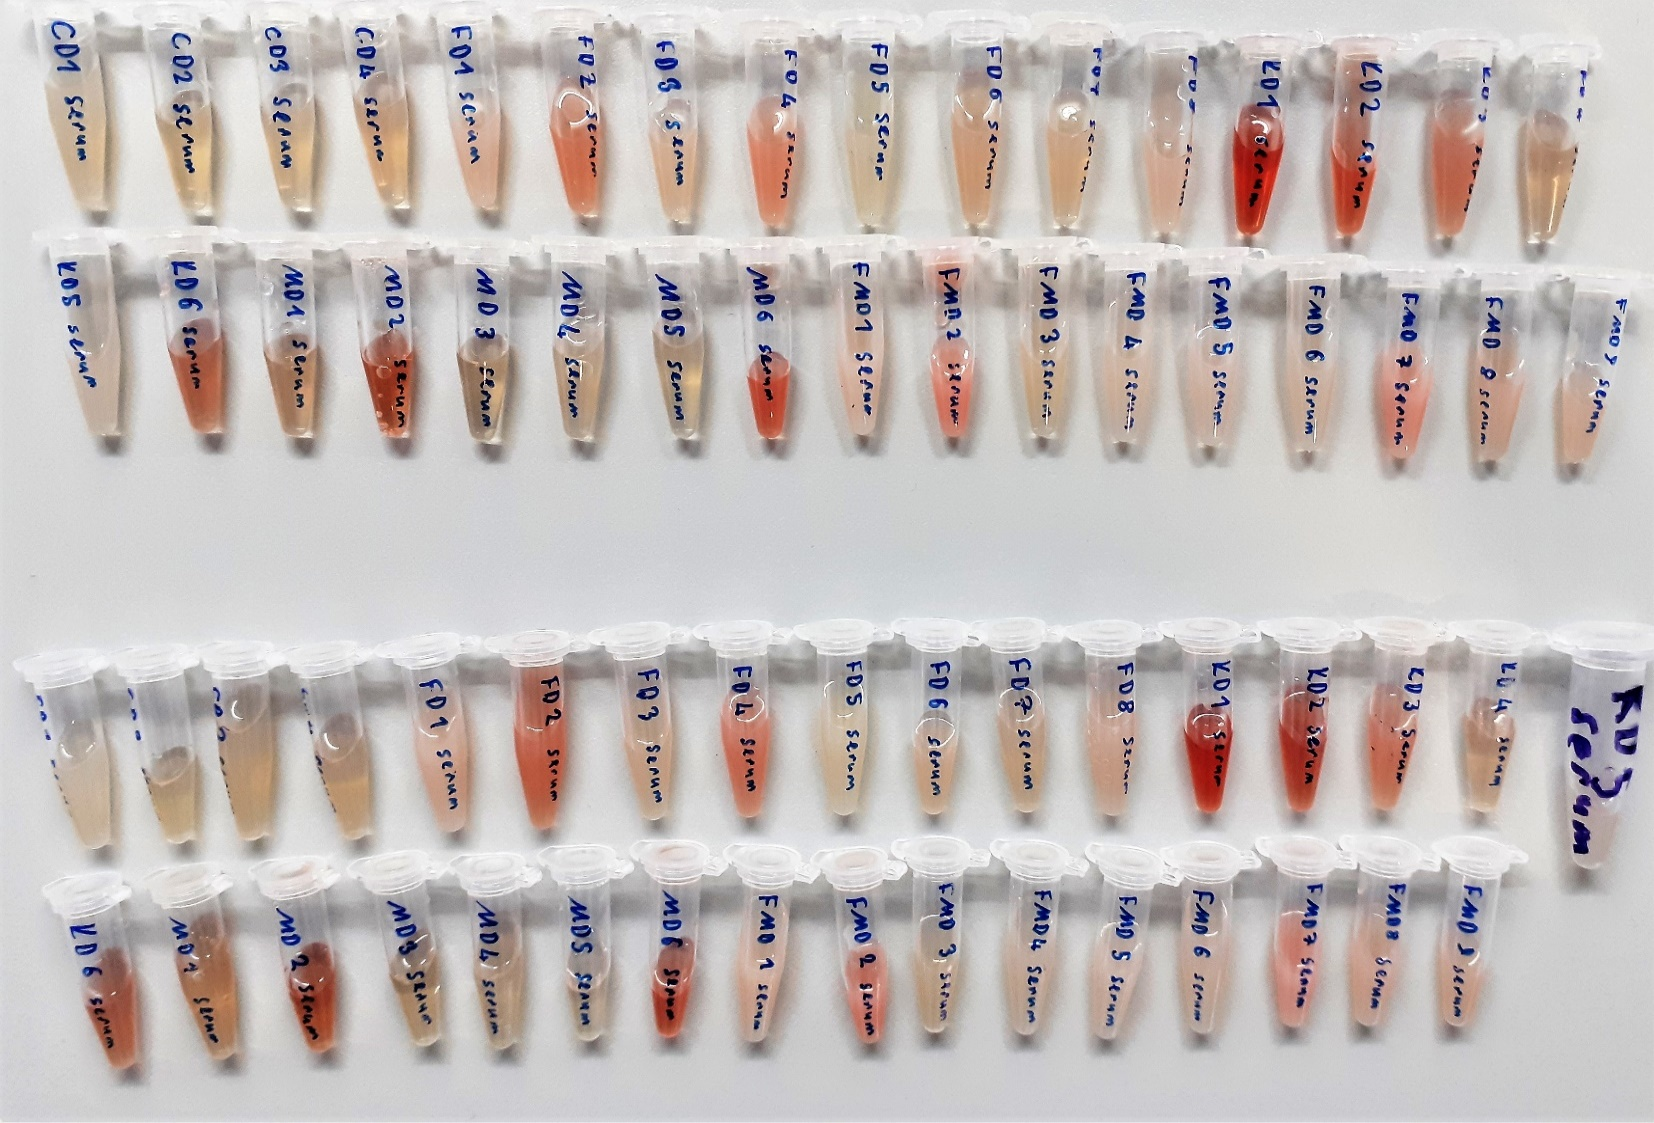 CD1 serum
CD2 serum
CD3 serum
CD4 serum
FD1 serum
FD2 serum
FD3 serum
FD4 serum
FD5 serum
FD6 serum
FD7 serum
serum
KD1 serum
KD2 serum
KD3 serum
KD5 serum
KD6 serum
MD1 serum
MD2 serum
MD3 serum
MD4 serum
MD5 serum
MD6 serum
FMD1 serum
FMD2 serum
FMD3 serum
FMD4 serum
FMD5 serum
FMD6 serum
FMD7 serum
FMD8 serum
FMD9 serum
FD1 serum
FD2 serum
FD3 serum
FD4 serum
FD5 serum
FD6 serum
FD7 serum
FD8 serum
KD1 serum
KD2 serum
KD3 serum
KD4 serum
KD3 serum
KD6 serum
MD1 serum
MD2 serum
MD3 serum
MD4 serum
MD5 serum
MD6 serum
FMD1 serum
FMD2 serum
FMD3 serum
FMD4 serum
FMD5 serum
FMD6 serum
FMD7 serum
FMD8 serum
FMD9 serum